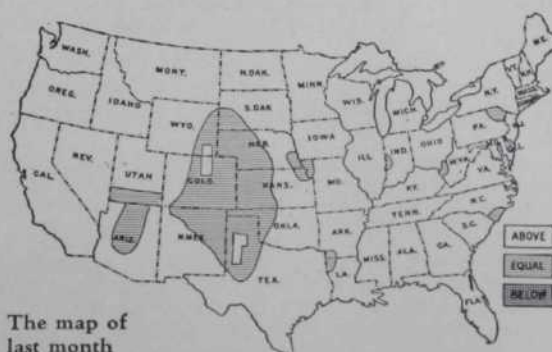 WASH.
MONT.
N.DAK.
MINN
ME.
VT.
N.H.
OREG.
IDAHO
S.DAK
WIS.
MICH.
N.Y.
MASS
WYO.
IOWA
PA.
NEB.
NEV.
UTAH
COLO.
ILL.
IND.
OHIO
W.VA.
VA.
CAL.
KANS.
MO.
KY.
N.C.
TENN.
ARIZ.
N.MEX
OKLA.
ARK.
S.C.
MISS.
ALA.
GA.
TEX.
LA.
FLA.
ABOVE
EQUAL
BELOW
The map of
last month